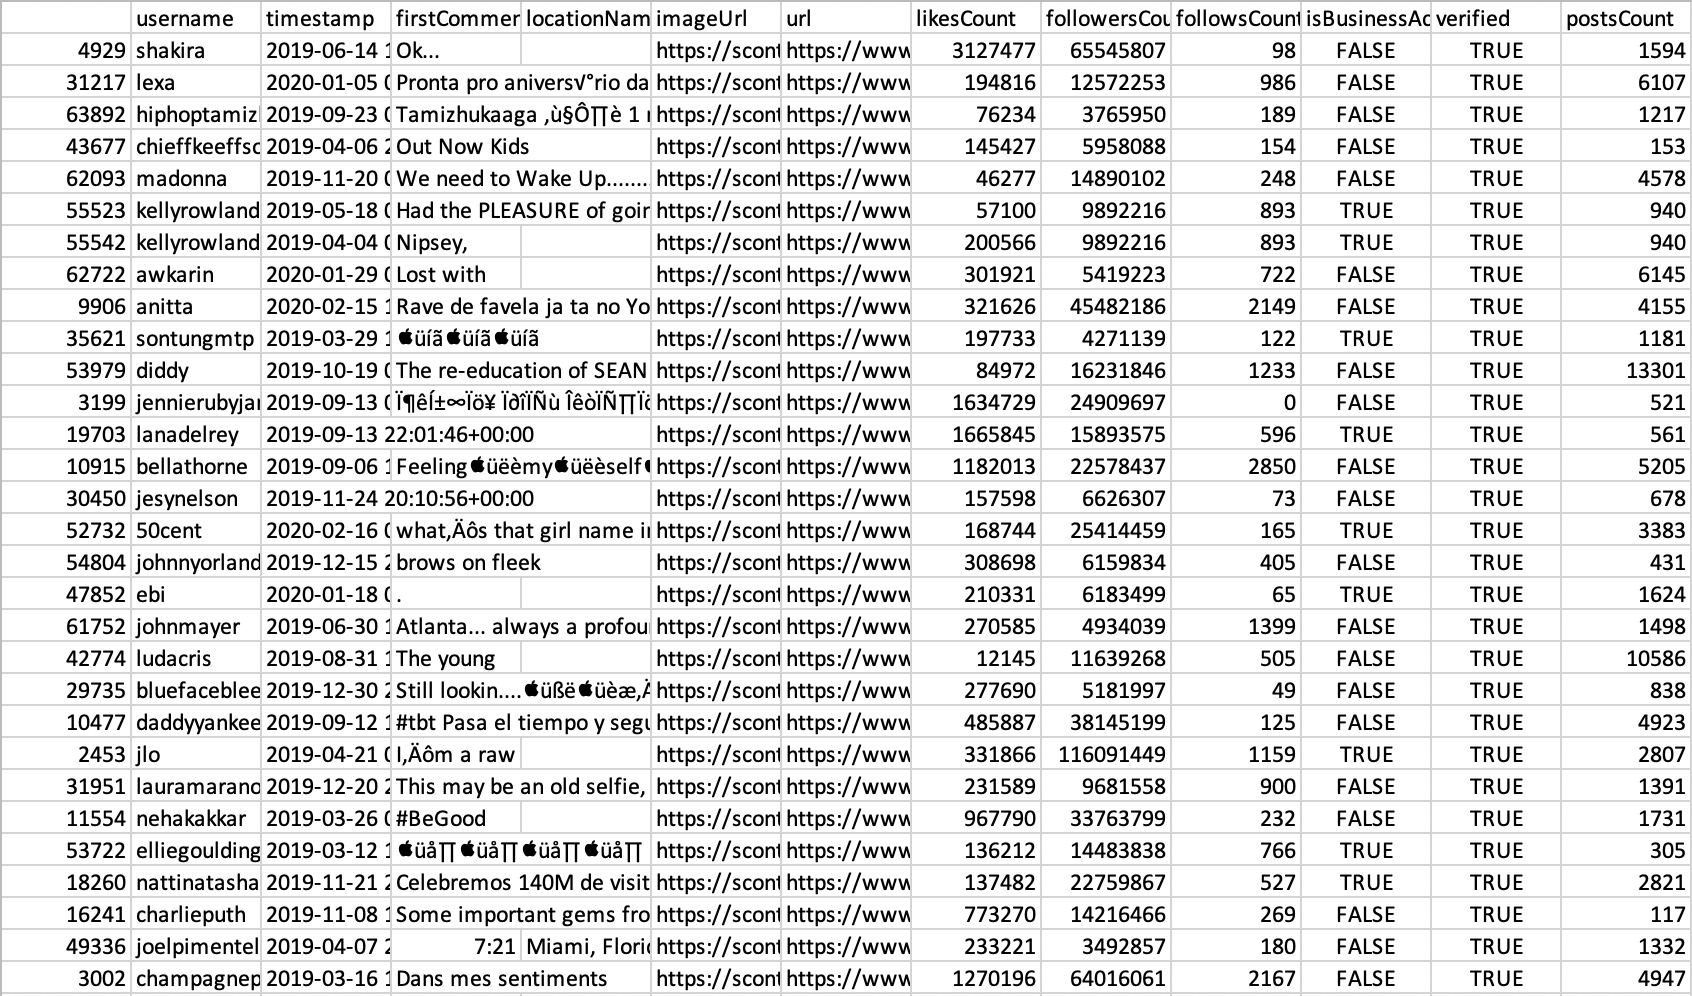 username timestamp firstCommer locationNam imageUrl url likesCount followersCou followsCount isBusinessAc verified postsCount
4929 shakira 2019-06-14 1 Ok... https://scont https://www 3127477 65545807 98 FALSE TRUE 1594
31217 lexa 2020-01-05 0 Pronta pro anivers√°rio da https://scont https://www 194816 12572253 986 FALSE TRUE 6107
63892 hiphoptamiz 2019-09-23 0 Tamizhukaaga ‚ù§Ô∏è 1 r https://scont https://www 76234 3765950 189 FALSE TRUE 1217
43677 chieffkeeffsc 2019-04-06 2 Out Now Kids https://scont https://www 145427 5958088 154 FALSE TRUE 153
62093 madonna 2019-11-20 0 We need to Wake Up....... https://scont https://www 46277 14890102 248 FALSE TRUE 4578
55523 kellyrowland 2019-05-18 0 Had the PLEASURE of goin https://scont https://www 57100 9892216 893 TRUE TRUE 940
55542 kellyrowland 2019-04-04 0 Nipsey, https://scont https://www 200566 9892216 893 TRUE TRUE 940
62722 awkarin 2020-01-29 0 Lost with https://scont https://www 301921 5419223 722 FALSE TRUE 6145
9906 anitta 2020-02-15 1 Rave de favela ja ta no Yo https://scont https://www 321626 45482186 2149 FALSE TRUE 4155
35621 sontungmtp 2019-03-29 1 üíãüíãüíã https://scont https://www 197733 4271139 122 TRUE TRUE 1181
53979 diddy 2019-10-19 0 The re-education of SEAN https://scont https://www 84972 16231846 1233 FALSE TRUE 13301
3199 jennierubyjar 2019-09-13 0 Ï¶êÍ±∞Ïö¥ ÏðîÏÑù ÎêòÏÑ∏Ïö https://scont https://www 1634729 24909697 0 FALSE TRUE 521
19703 lanadelrey 2019-09-13 22:01:46+00:00 https://scont https://www 1665845 15893575 596 TRUE TRUE 561
10915 bellathorne 2019-09-06 1 Feelingüëèmyüëèself https://scont https://www 1182013 22578437 2850 FALSE TRUE 5205
30450 jesynelson 2019-11-24 20:10:56+00:00 https://scont https://www 157598 6626307 73 FALSE TRUE 678
52732 50cent 2020-02-16 0 what‚Äôs that girl name in https://scont https://www 168744 25414459 165 TRUE TRUE 3383
54804 johnnyorland 2019-12-15 2 brows on fleek https://scont https://www 308698 6159834 405 FALSE TRUE 431
47852 ebi 2020-01-18 0 . https://scont https://www 210331 6183499 65 TRUE TRUE 1624
61752 johnmayer 2019-06-30 1 Atlanta... always a profou https://scont https://www 270585 4934039 1399 FALSE TRUE 1498
42774 ludacris 2019-08-31 1 The young https://scont https://www 12145 11639268 505 FALSE TRUE 10586
29735 bluefaceblee 2019-12-30 2 Still lookin....üßëüèæ‚Ä https://scont https://www 277690 5181997 49 FALSE TRUE 838
10477 daddyyankee 2019-09-12 1 #tbt Pasa el tiempo y segu https://scont https://www 485887 38145199 125 FALSE TRUE 4923
2453 jlo 2019-04-21 0 I‚Äôm a raw https://scont https://www 331866 116091449 1159 TRUE TRUE 2807
31951 lauramarano 2019-12-20 2 This may be an old selfie, https://scont https://www 231589 9681558 900 FALSE TRUE 1391
11554 nehakakkar 2019-03-26 0 #BeGood https://scont https://www 967790 33763799 232 FALSE TRUE 1731
53722 elliegoulding 2019-03-12 1 üå∏üå∏üå∏üå∏ https://scont https://www 136212 14483838 766 TRUE TRUE 305
18260 nattinatasha 2019-11-21 2 Celebremos 140M de visit https://scont https://www 137482 22759867 527 TRUE TRUE 2821
16241 charlieputh 2019-11-08 1 Some important gems fro https://scont https://www 773270 14216466 269 FALSE TRUE 117
49336 joelpimentel 2019-04-07 2 7:21 Miami, Floric https://scont https://www 233221 3492857 180 FALSE TRUE 1332
3002 champagnep 2019-03-16 1 Dans mes sentiments https://scont https://www 1270196 64016061 2167 FALSE TRUE 4947